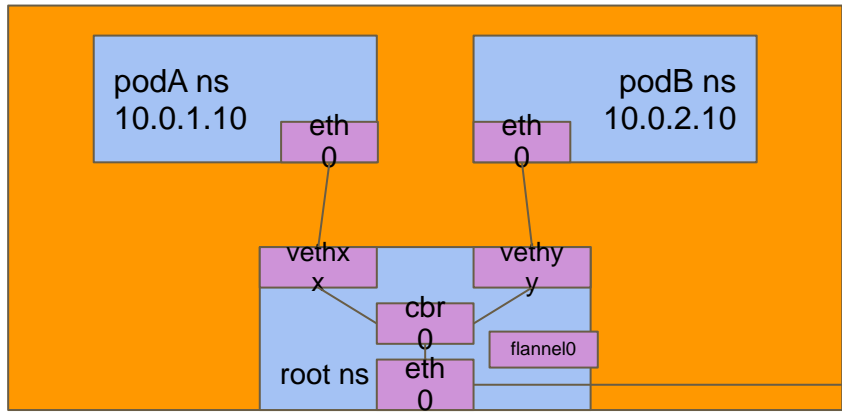 podA ns
10.0.1.10
eth
0
podB ns
10.0.2.10
eth
0
vethx
x
vethy
y
cbr
0
flannel0
root ns
eth
0